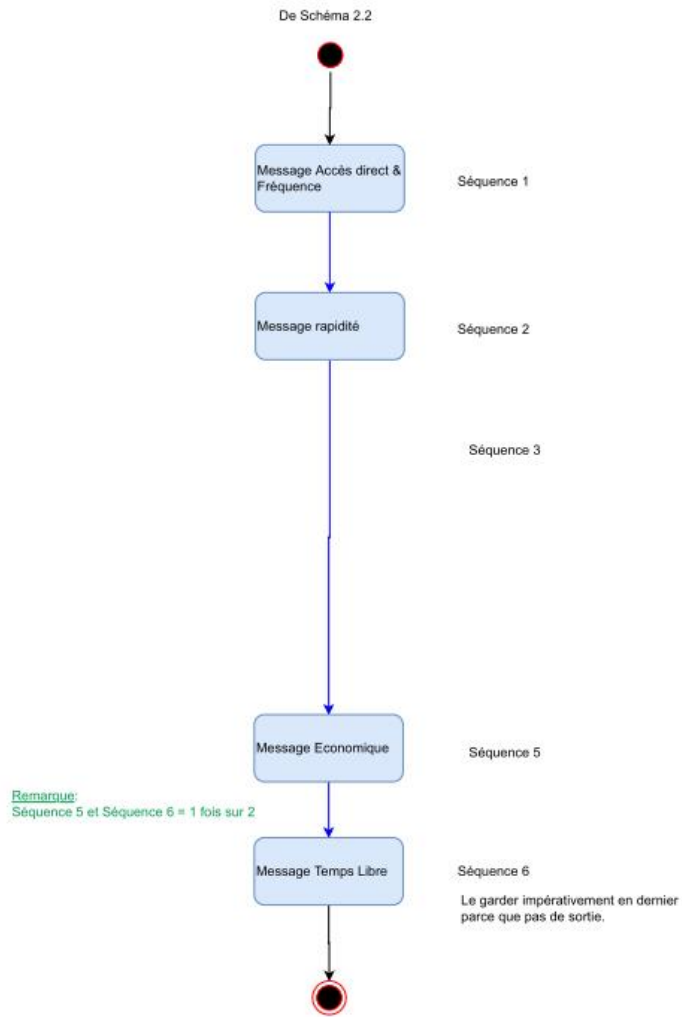 De Schéma 2.2
Message Accès direct &
Fréquence
Séquence 1
Message rapidité
Séquence 2
Séquence 3
Message Economique
Séquence 5
Remarque:
Séquence 5 et Séquence 6 = 1 fois sur 2
Message Temps Libre
Séquence 6
Le garder impérativement en dernier
parce que pas de sortie.